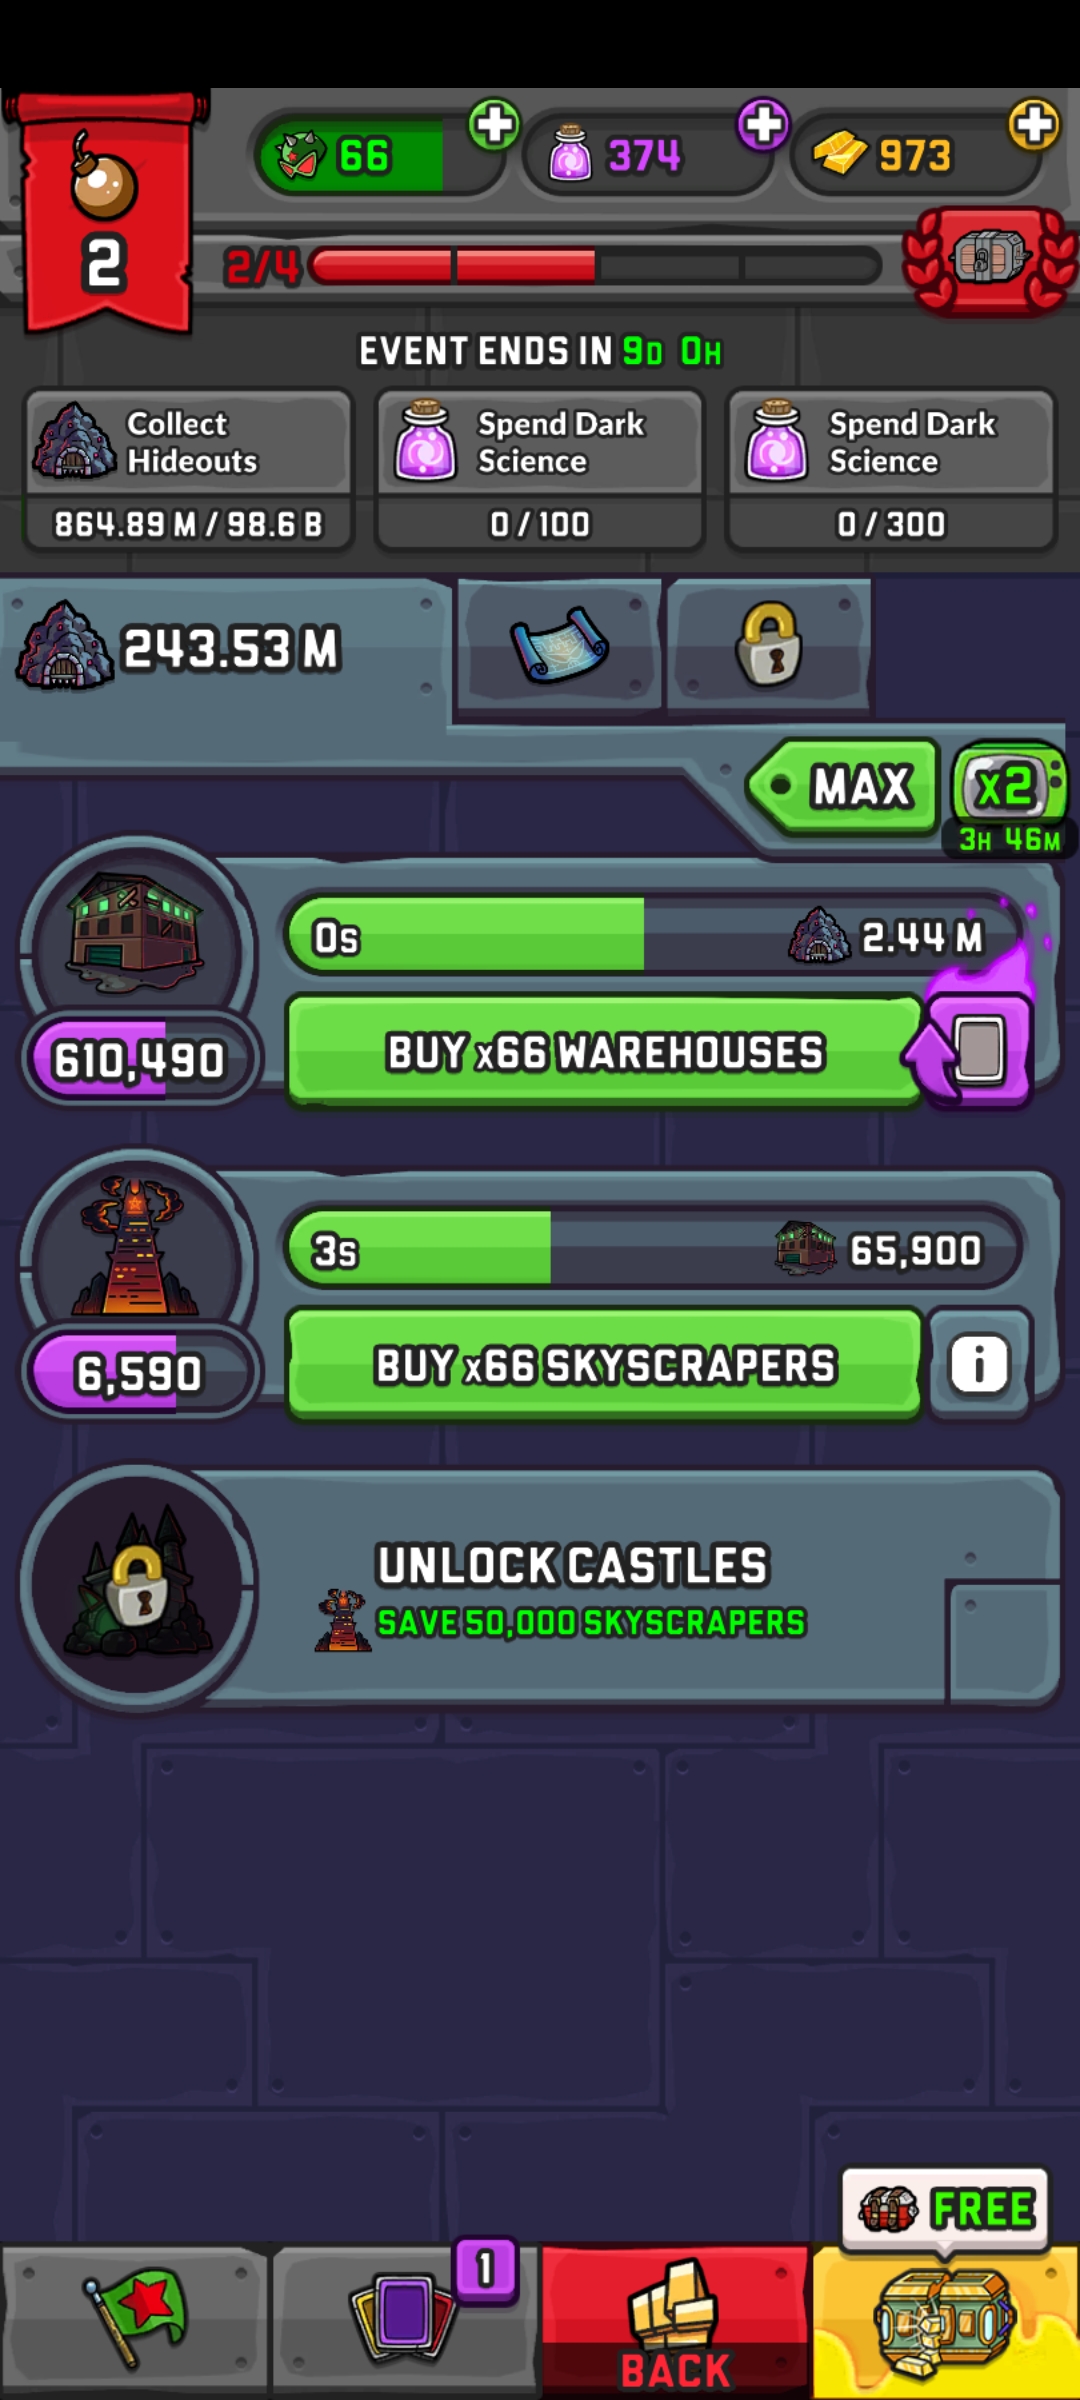 2
66
374
973
2/4
EVENT ENDS IN 9D 0H
Collect
Hideouts
864.89 M / 98.6 B
Spend Dark
Science
0 / 100
Spend Dark
Science
0 / 300
243.53 M
MAX
x2
3H 46M
0s
2.44 M
610,490
BUY x66 WAREHOUSES
3s
65,900
6,590
BUY x66 SKYSCRAPERS
i
UNLOCK CASTLES
SAVE 50,000 SKYSCRAPERS
FREE
1
BACK